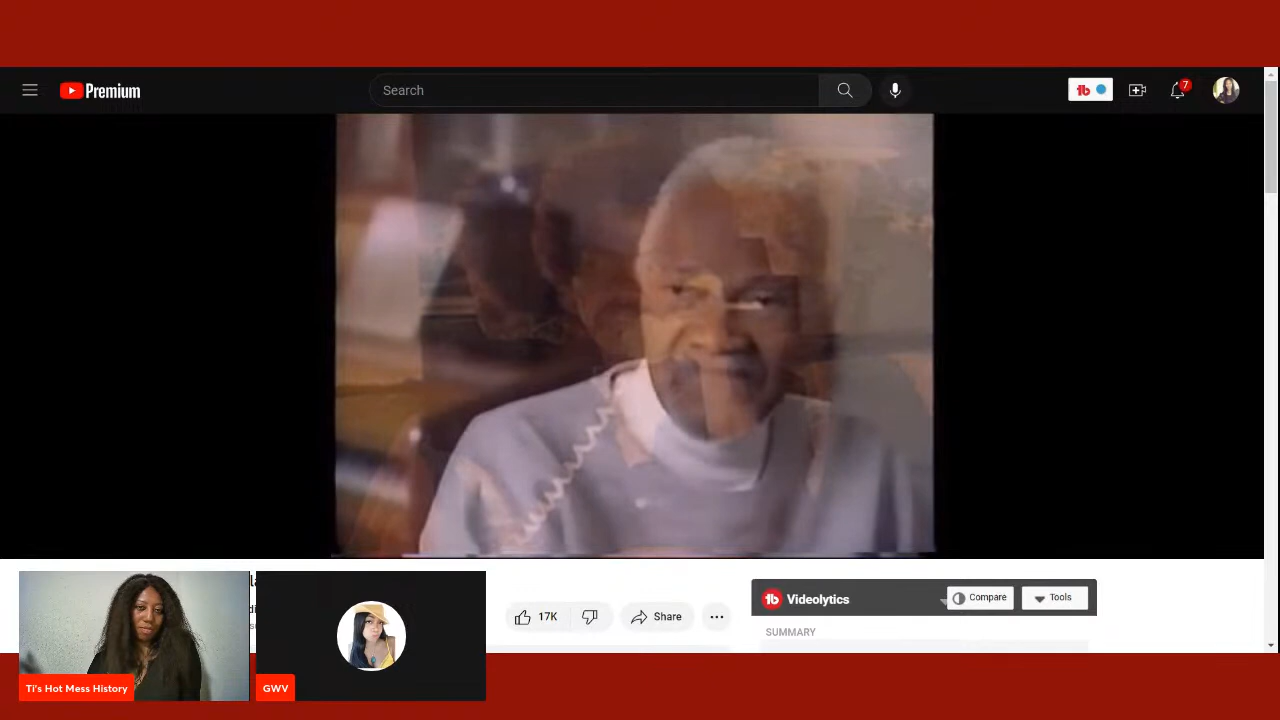 Premium
Search
7
17K
Share
Videolytics
Compare
Tools
SUMMARY
Ti's Hot Mess History
GWV